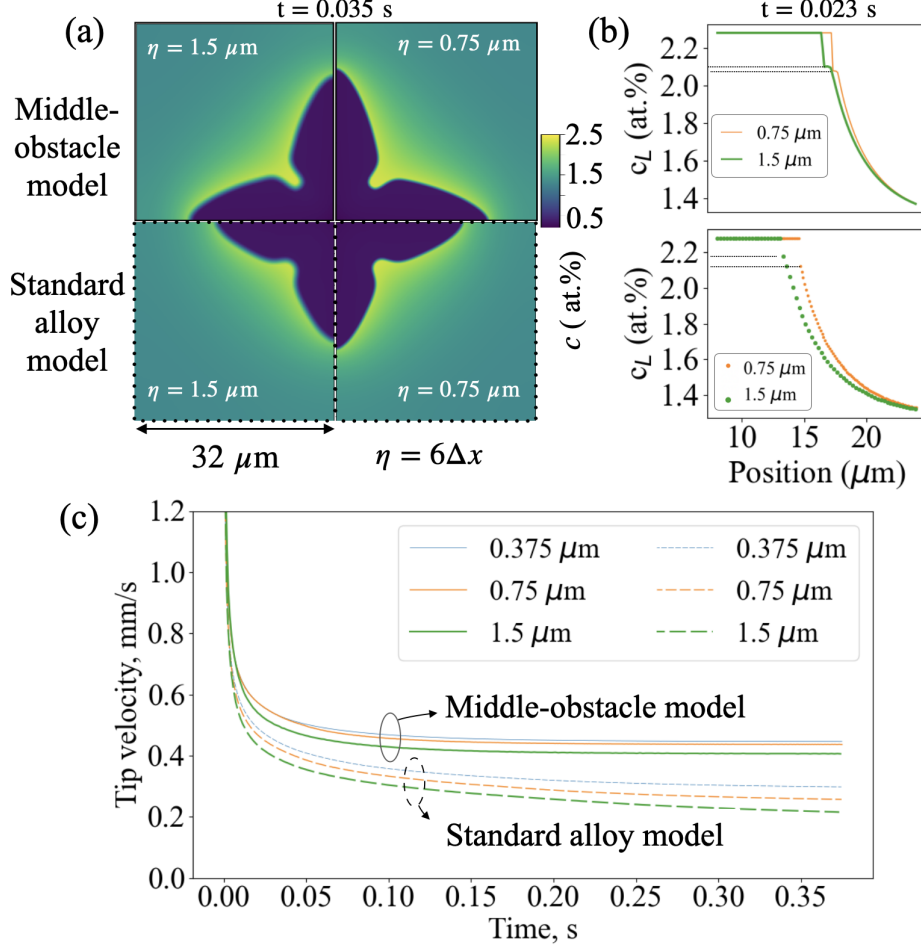 t = 0.035 s
(a)
η = 1.5 μm
η = 0.75 μm
Middle-
obstacle
model
2.5
1.5
0.5
c ( at.%)
Standard
alloy
model
η = 1.5 μm
η = 0.75 μm
32 μm
η = 6Δx
(b)
t = 0.023 s
2.2
2.0
1.8
1.6
1.4
c_L (at.%)
0.75 μm
1.5 μm
2.2
2.0
1.8
1.6
1.4
c_L (at.%)
0.75 μm
1.5 μm
10 15 20
Position (μm)
(c)
1.2
1.0
0.8
0.6
0.4
0.2
0.0
Tip velocity, mm/s
0.375 μm 0.375 μm
0.75 μm 0.75 μm
1.5 μm 1.5 μm
Middle-obstacle model
Standard alloy model
0.00 0.05 0.10 0.15 0.20 0.25 0.30 0.35
Time, s